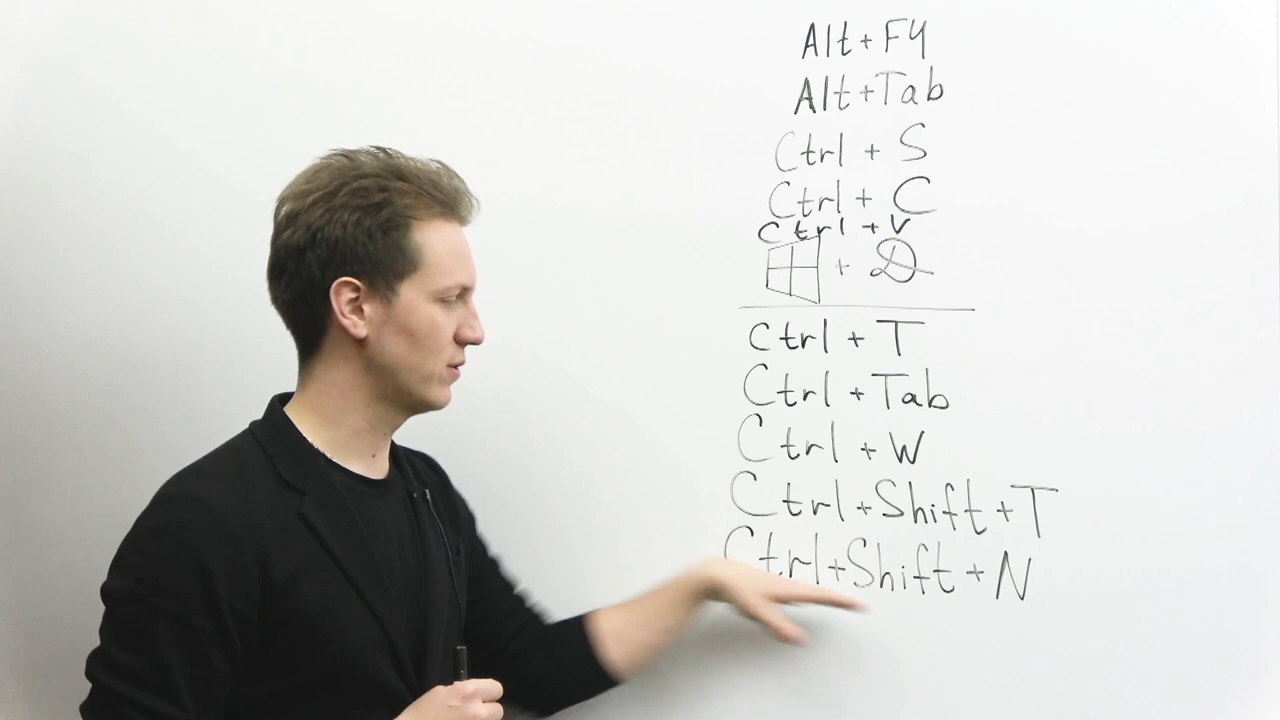 Alt+F4
Alt+Tab
Ctrl + S
Ctrl + C
Ctrl + V
+ D
Ctrl + T
Ctrl + Tab
Ctrl + W
Ctrl+Shift+T
Ctrl+Shift+N